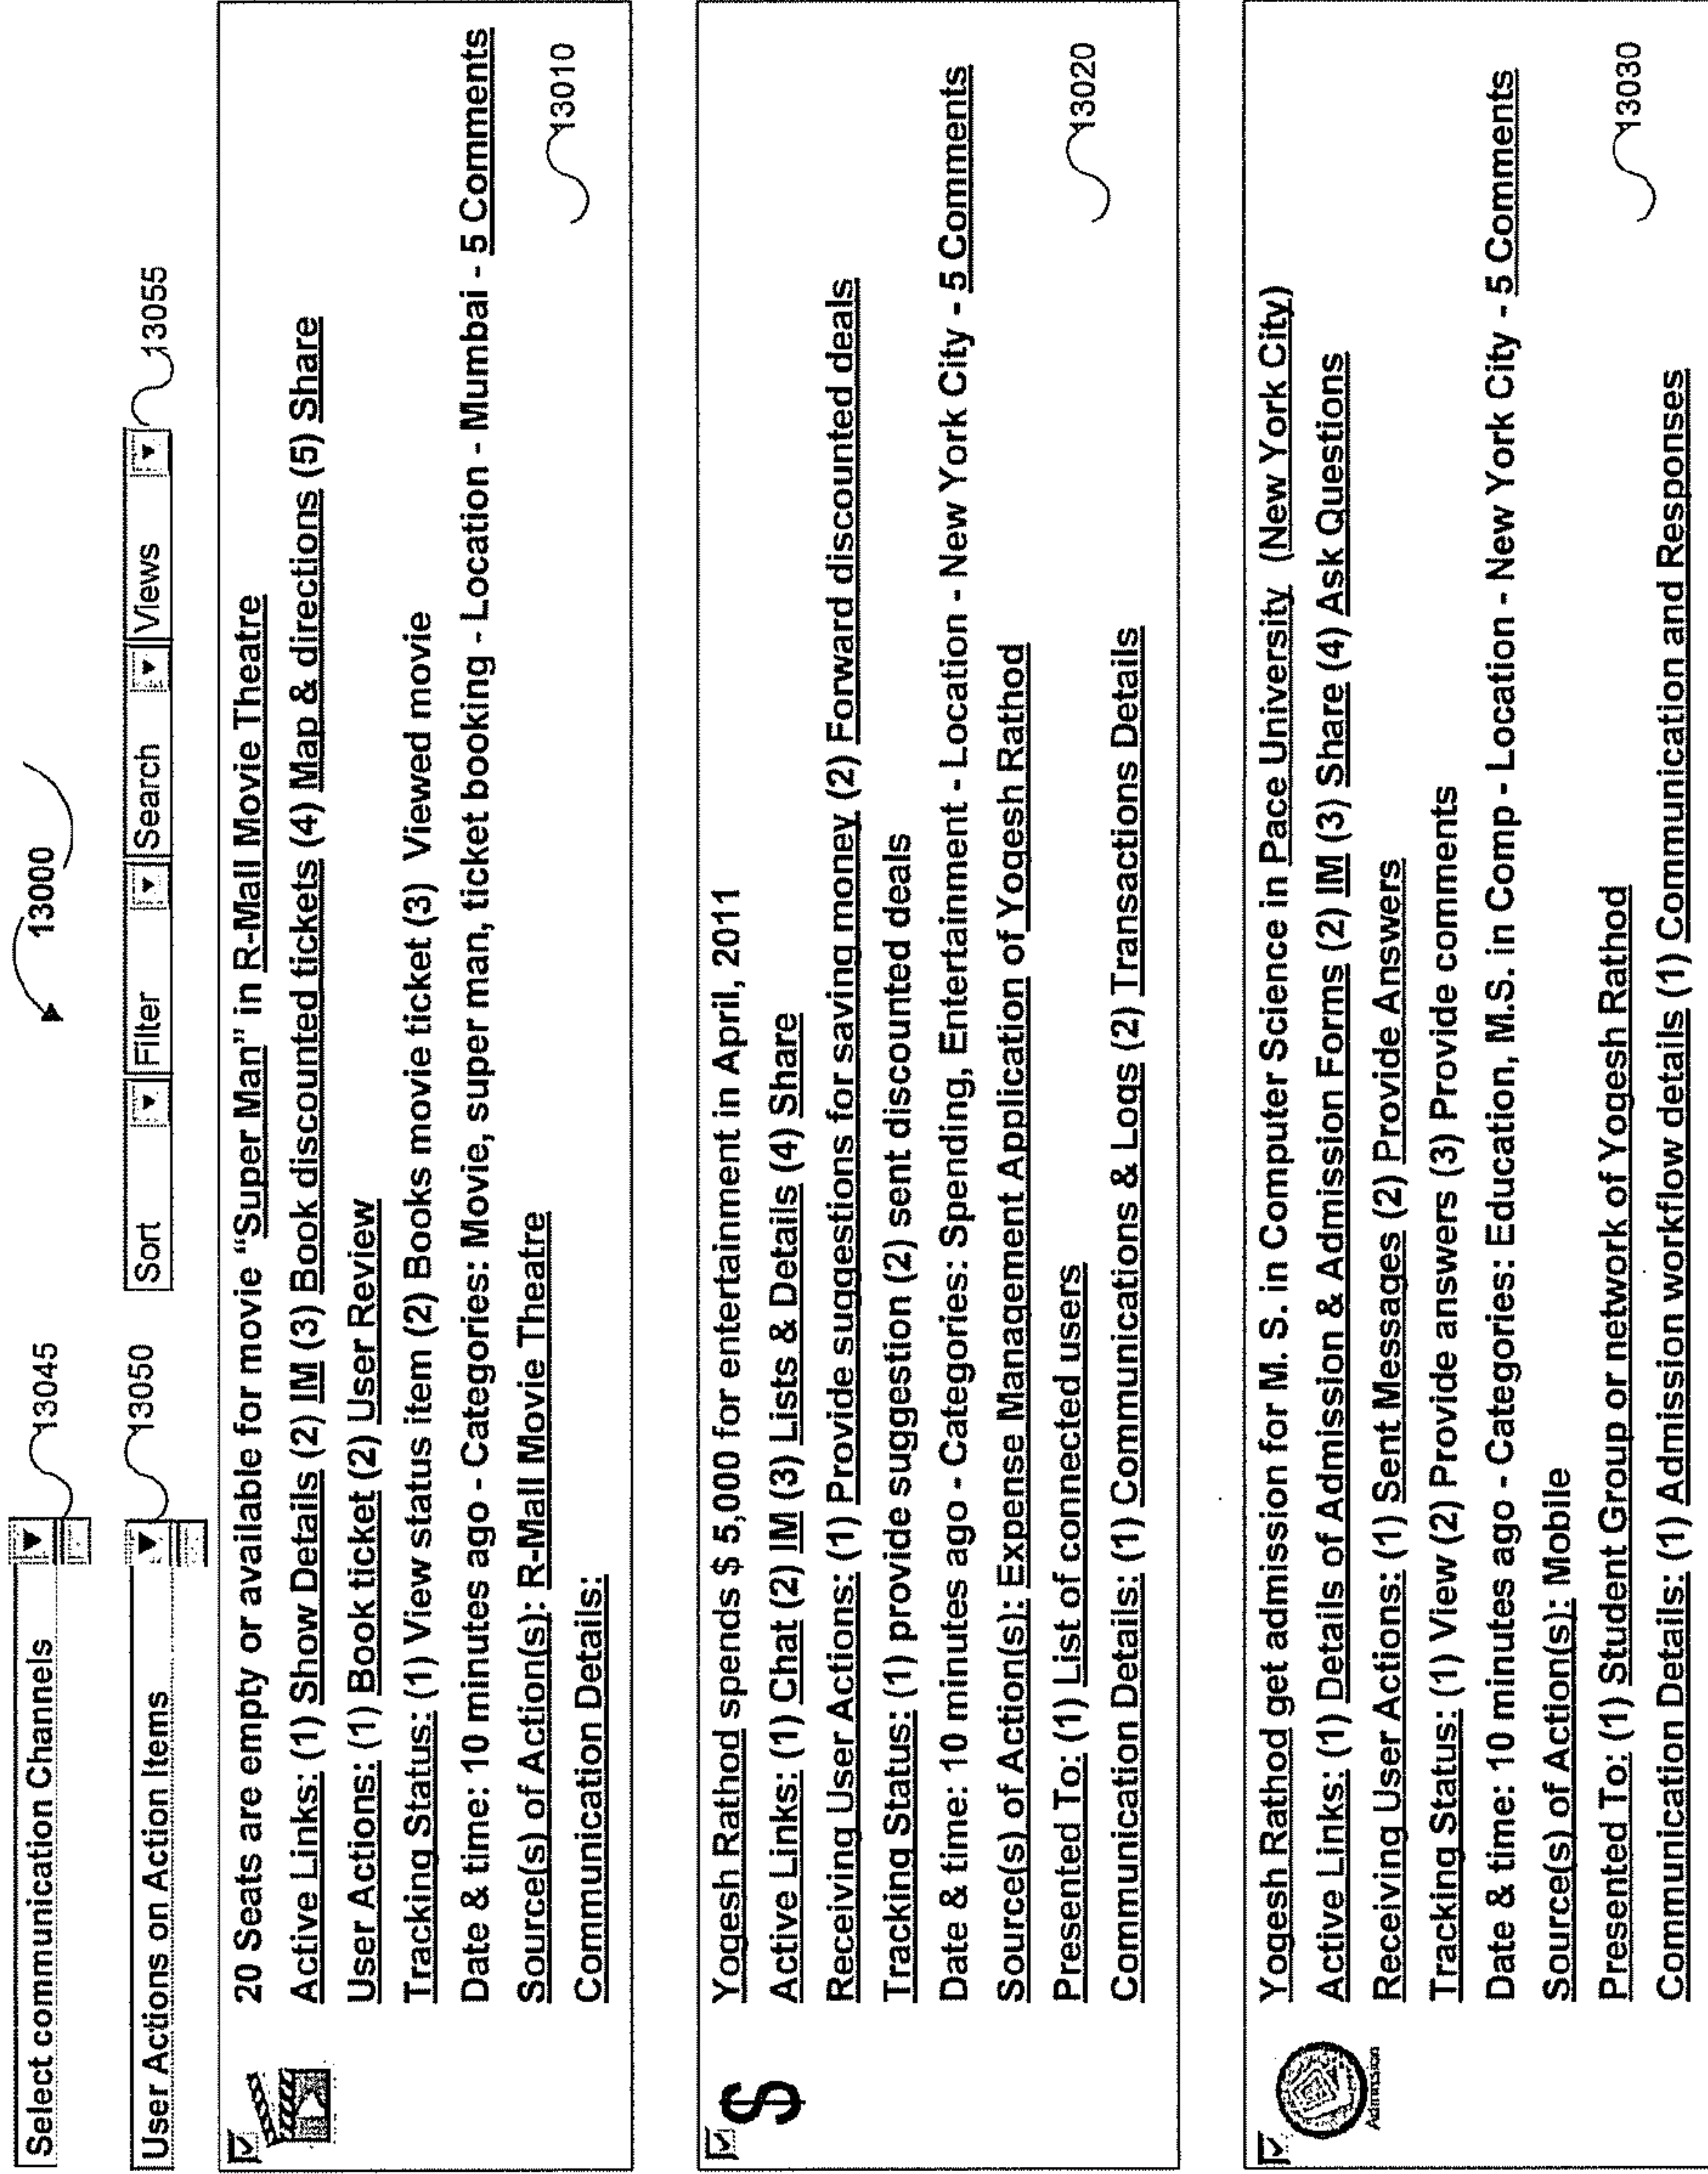 13000
Select communication Channels 13045
User Actions on Action Items 13050 Sort Filter Search Views 13055
20 Seats are empty or available for movie “Super Man” in R-Mall Movie Theatre
Active Links: (1) Show Details (2) IM (3) Book discounted tickets (4) Map & directions (5) Share
User Actions: (1) Book ticket (2) User Review
Tracking Status: (1) View status item (2) Books movie ticket (3) Viewed movie
Date & time: 10 minutes ago - Categories: Movie, super man, ticket booking - Location - Mumbai - 5 Comments
Source(s) of Action(s): R-Mall Movie Theatre
Communication Details:
13010
$
Yogesh Rathod spends $ 5,000 for entertainment in April, 2011
Active Links: (1) Chat (2) IM (3) Lists & Details (4) Share
Receiving User Actions: (1) Provide suggestions for saving money (2) Forward discounted deals
Tracking Status: (1) provide suggestion (2) sent discounted deals
Date & time: 10 minutes ago - Categories: Spending, Entertainment - Location - New York City - 5 Comments
Source(s) of Action(s): Expense Management Application of Yogesh Rathod
Presented To: (1) List of connected users
13020
Communication Details: (1) Communications & Logs (2) Transactions Details
Admission
Yogesh Rathod get admission for M. S. in Computer Science in Pace University (New York City)
Active Links: (1) Details of Admission & Admission Forms (2) IM (3) Share (4) Ask Questions
Receiving User Actions: (1) Sent Messages (2) Provide Answers
Tracking Status: (1) View (2) Provide answers (3) Provide comments
Date & time: 10 minutes ago - Categories: Education, M.S. in Comp - Location - New York City - 5 Comments
Source(s) of Action(s): Mobile
Presented To: (1) Student Group or network of Yogesh Rathod
13030
Communication Details: (1) Admission workflow details (1) Communication and Responses